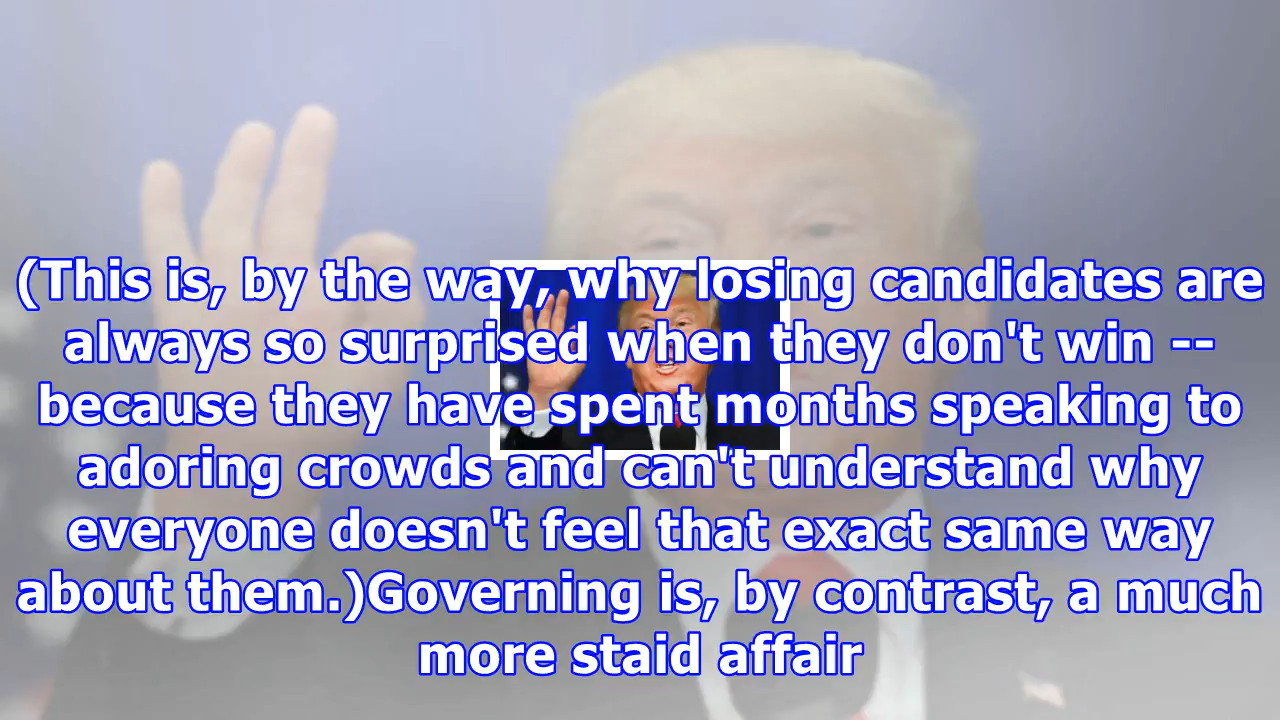 (This is, by the way, why losing candidates are
always so surprised when they don't win --
because they have spent months speaking to
adoring crowds and can't understand why
everyone doesn't feel that exact same way
about them.)Governing is, by contrast, a much
more staid affair